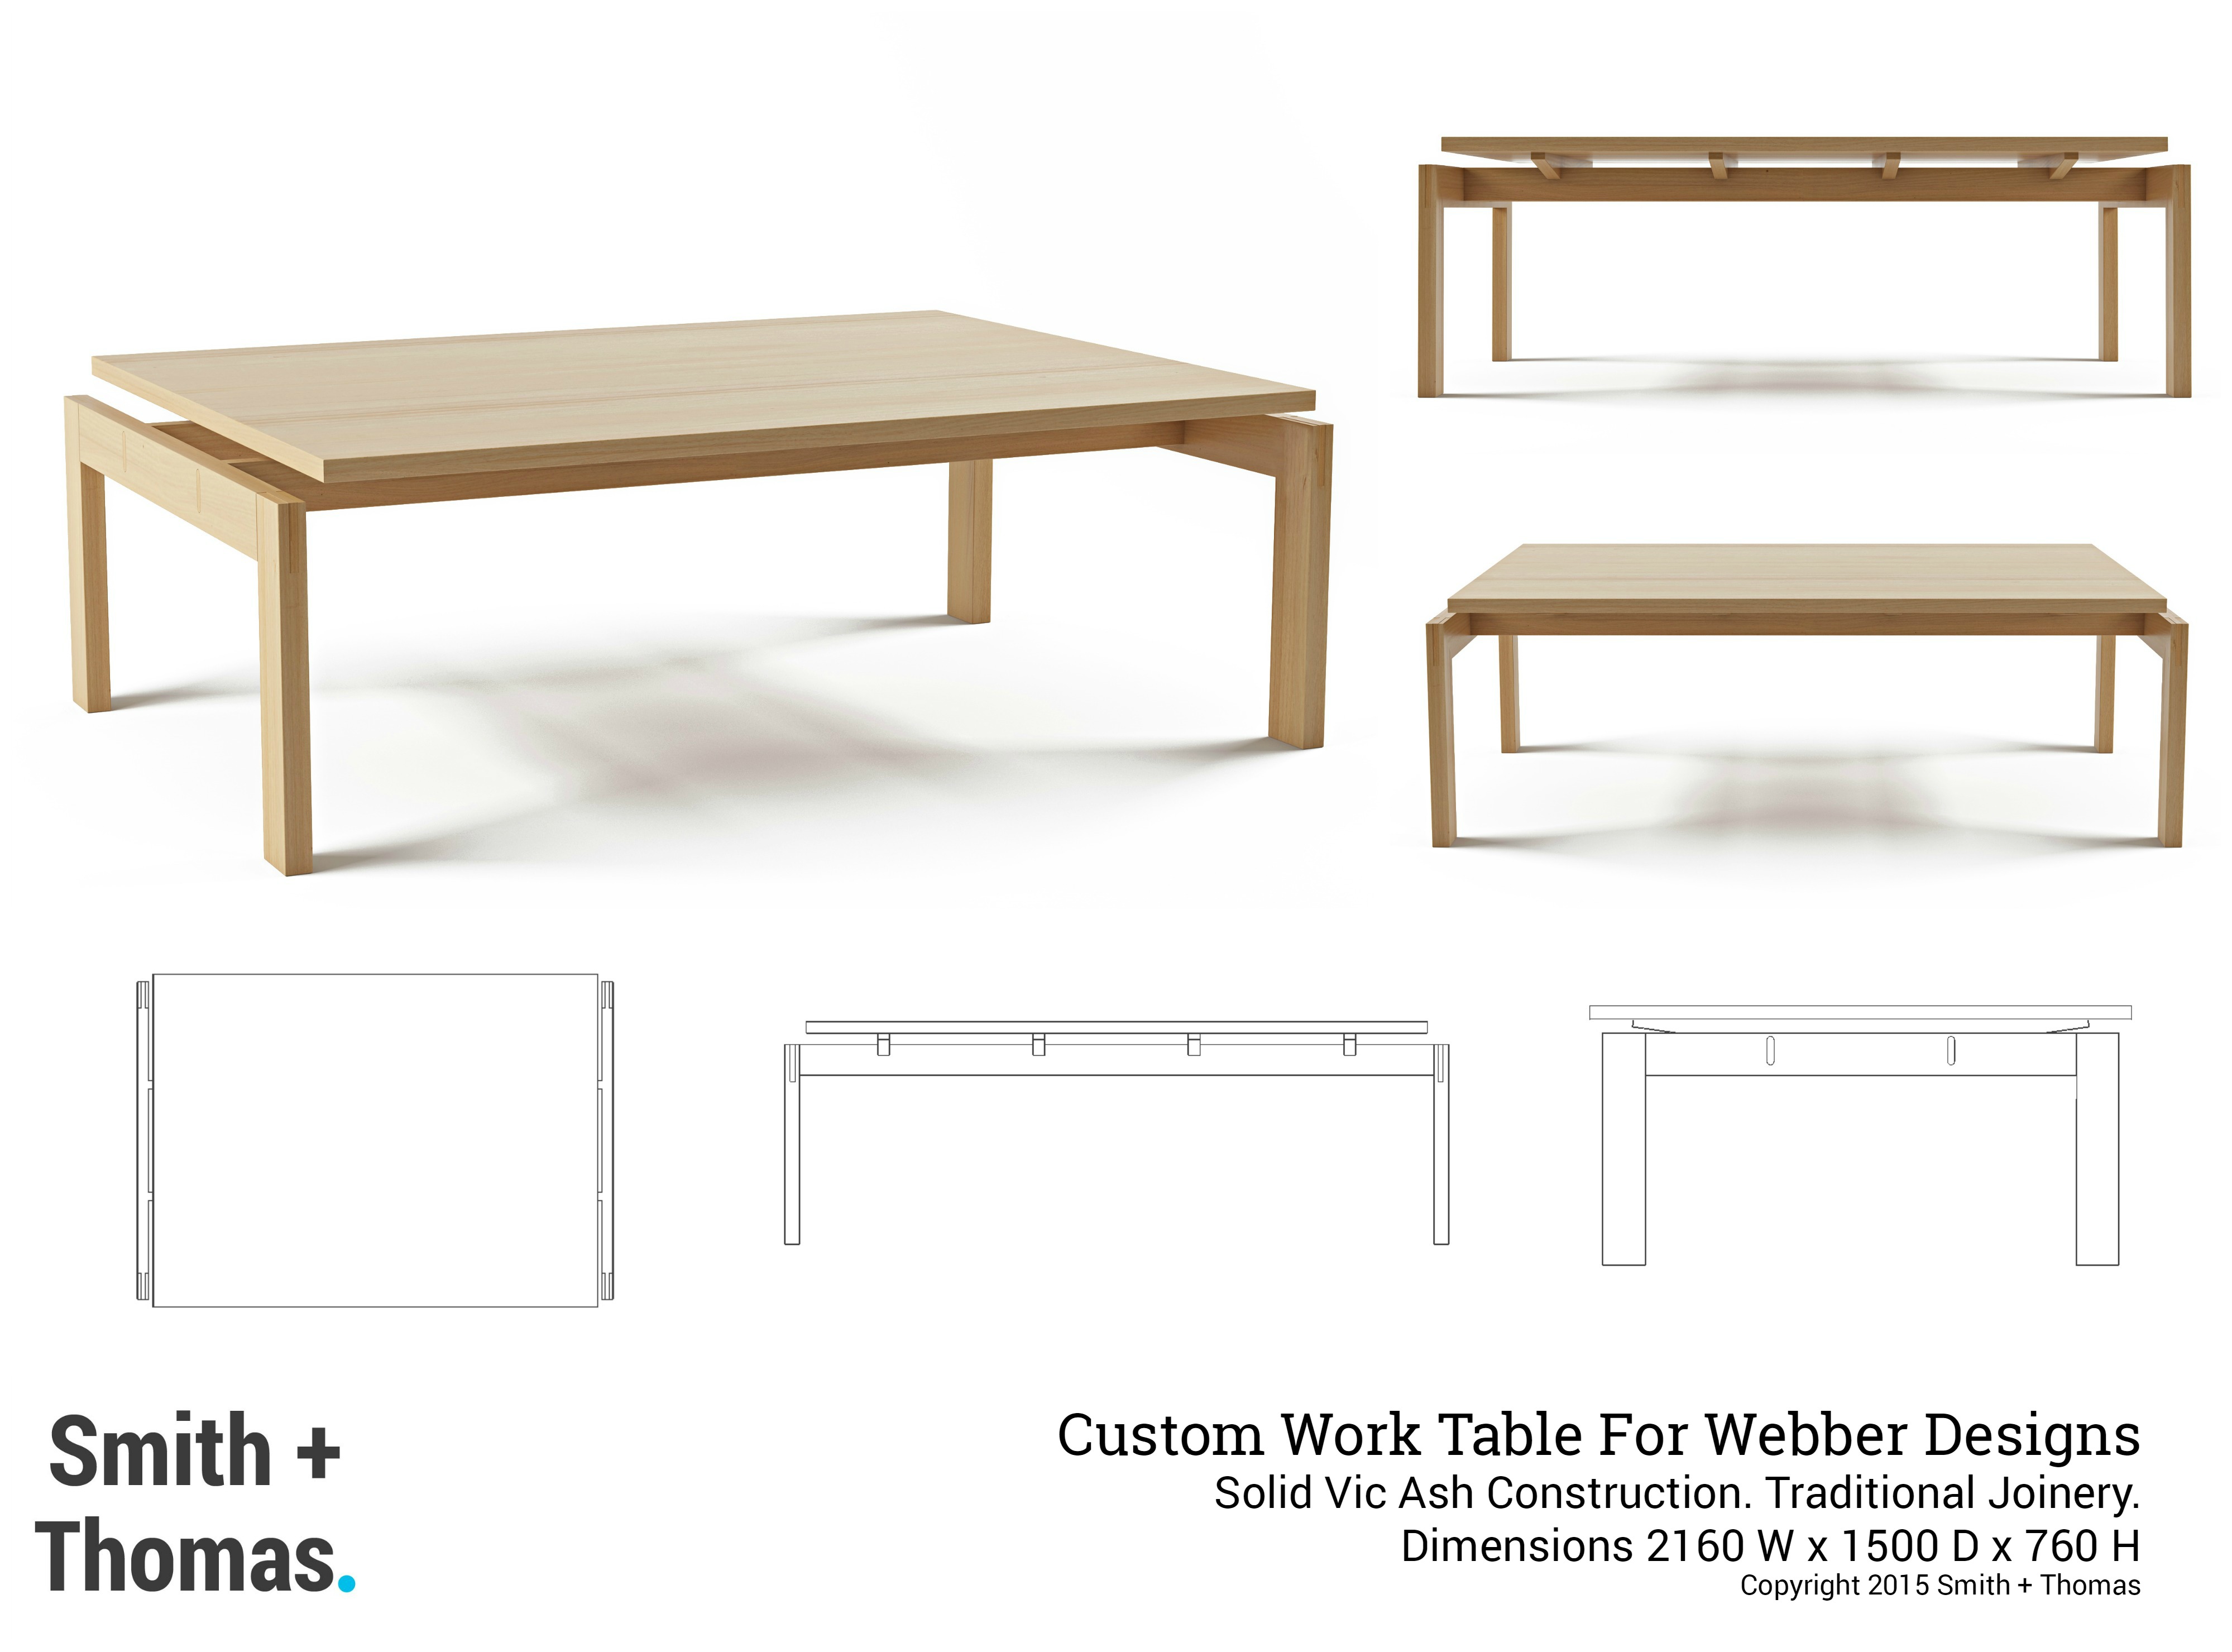 Smith +
Thomas.
Custom Work Table For Webber Designs
Solid Vic Ash Construction. Traditional Joinery.
Dimensions 2160 W x 1500 D x 760 H
Copyright 2015 Smith + Thomas